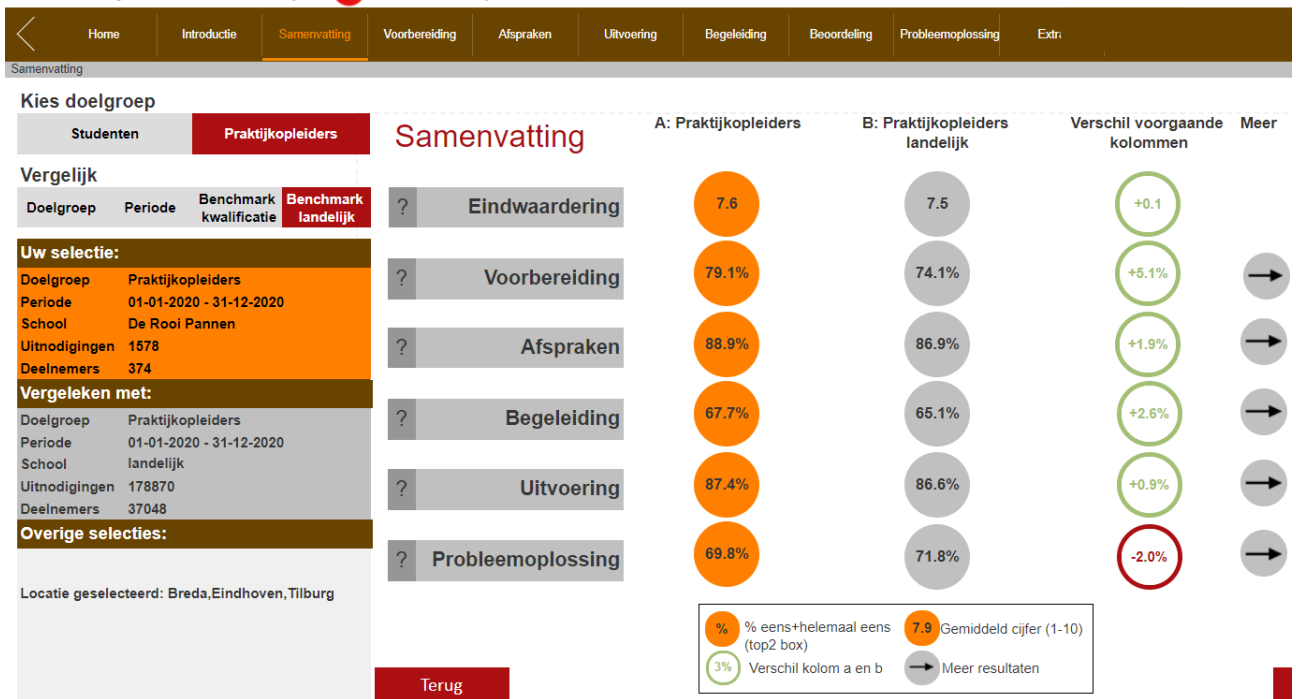 Home Introductie Samenvatting Voorbereiding Afspraken Uitvoering Begeleiding Beoordeling Probleemoplossing
Samenvatting
Kies doelgroep
Studenten Praktijkopleiders
Vergelijk
Doelgroep Periode Benchmark kwalificatie Benchmark landelijk
Uw selectie:
Doelgroep Praktijkopleiders
Periode 01-01-2020 - 31-12-2020
School De Rooi Pannen
Uitnodigingen 1578
Deelnemers 374
Vergeleken met:
Doelgroep Praktijkopleiders
Periode 01-01-2020 - 31-12-2020
School landelijk
Uitnodigingen 178870
Deelnemers 37048
Overige selecties:
Locatie geselecteerd: Breda,Eindhoven,Tilburg
Samenvatting
A: Praktijkopleiders
B: Praktijkopleiders
landelijk
Verschil voorgaande
kolommen
Meer
? Eindwaardering 7.6 7.5 +0.1
? Voorbereiding 79.1% 74.1% +5.1%
? Afspraken 88.9% 86.9% +1.9%
? Begeleiding 67.7% 65.1% +2.6%
? Uitvoering 87.4% 86.6% +0.9%
? Probleemoplossing 69.8% 71.8% -2.0%
% % eens+helemaal eens
(top2 box)
7.9 Gemiddeld cijfer (1-10)
3% Verschil kolom a en b
Meer resultaten
Terug